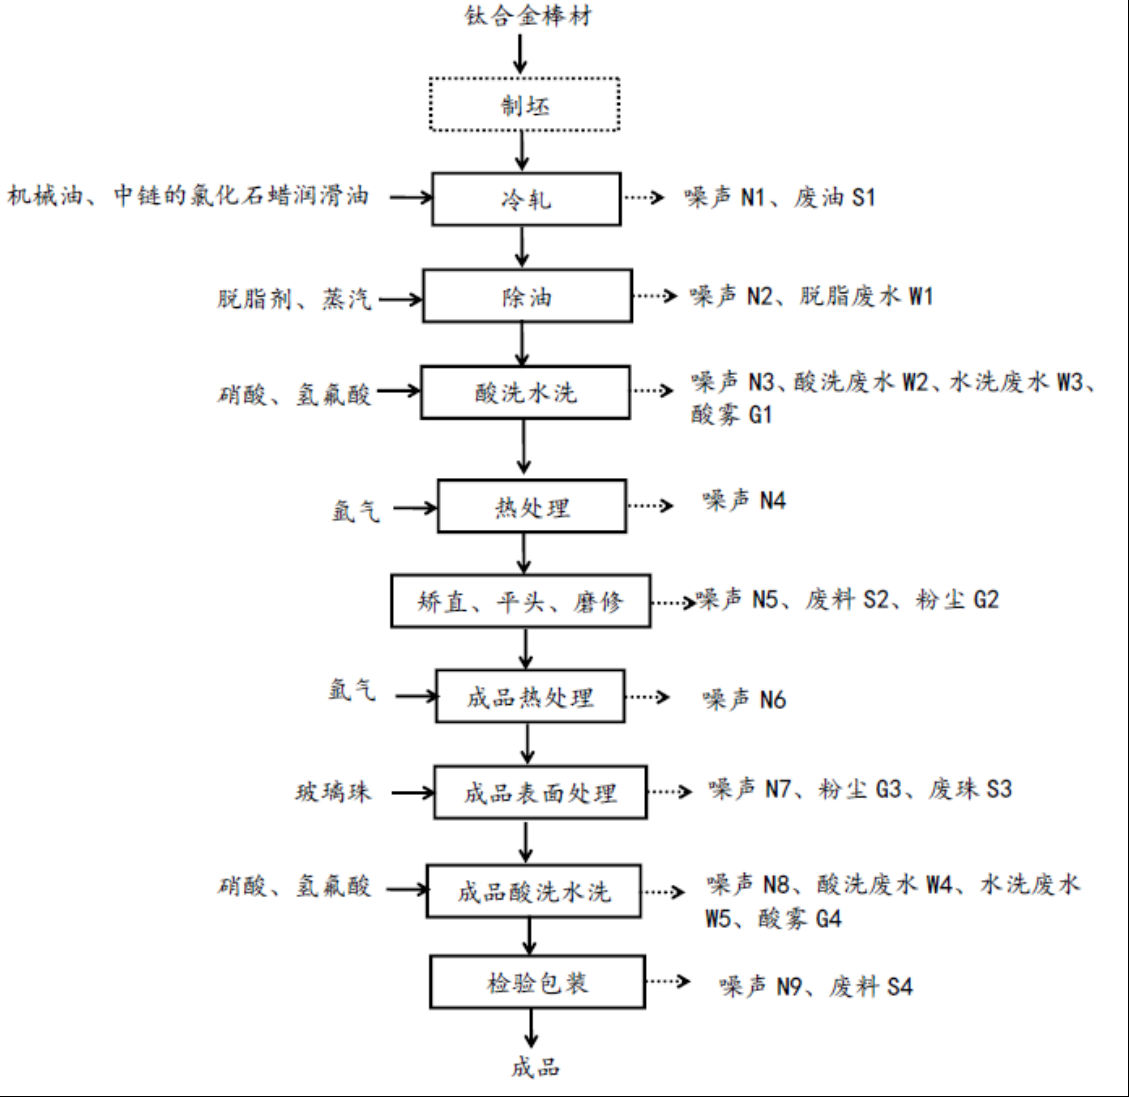 钛合金棒材
制坯
机械油、中链的氯化石蜡润滑油
冷轧
噪声 N1、废油 S1
脱脂剂、蒸汽
除油
噪声 N2、脱脂废水 W1
硝酸、氢氟酸
酸洗水洗
噪声 N3、酸洗废水 W2、水洗废水 W3、
酸雾 G1
氩气
热处理
噪声 N4
矫直、平头、磨修
噪声 N5、废料 S2、粉尘 G2
氩气
成品热处理
噪声 N6
玻璃珠
成品表面处理
噪声 N7、粉尘 G3、废珠 S3
硝酸、氢氟酸
成品酸洗水洗
噪声 N8、酸洗废水 W4、水洗废水
W5、酸雾 G4
检验包装
噪声 N9、废料 S4
成品